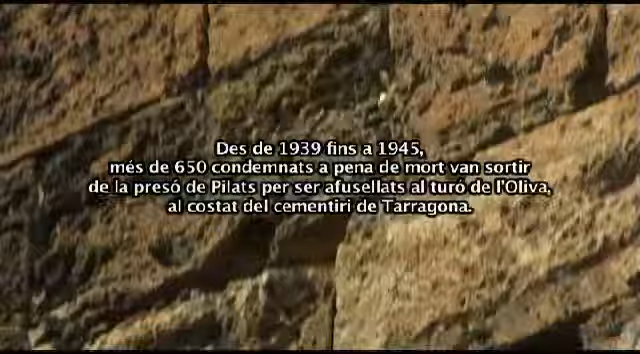 Des de 1939 fins a 1945,
més de 650 condemnats a pena de mort van sortir
de la presó de Pilats per ser afusellats al turó de l'Oliva,
al costat del cementiri de Tarragona.